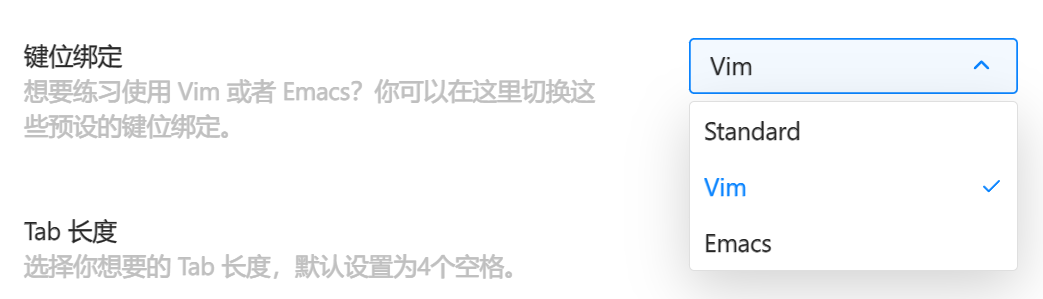 键位绑定
想要练习使用 Vim 或者 Emacs？你可以在这里切换这
些预设的键位绑定。
Vim
Standard
Vim
Emacs
Tab 长度
选择你想要的 Tab 长度，默认设置为4个空格。